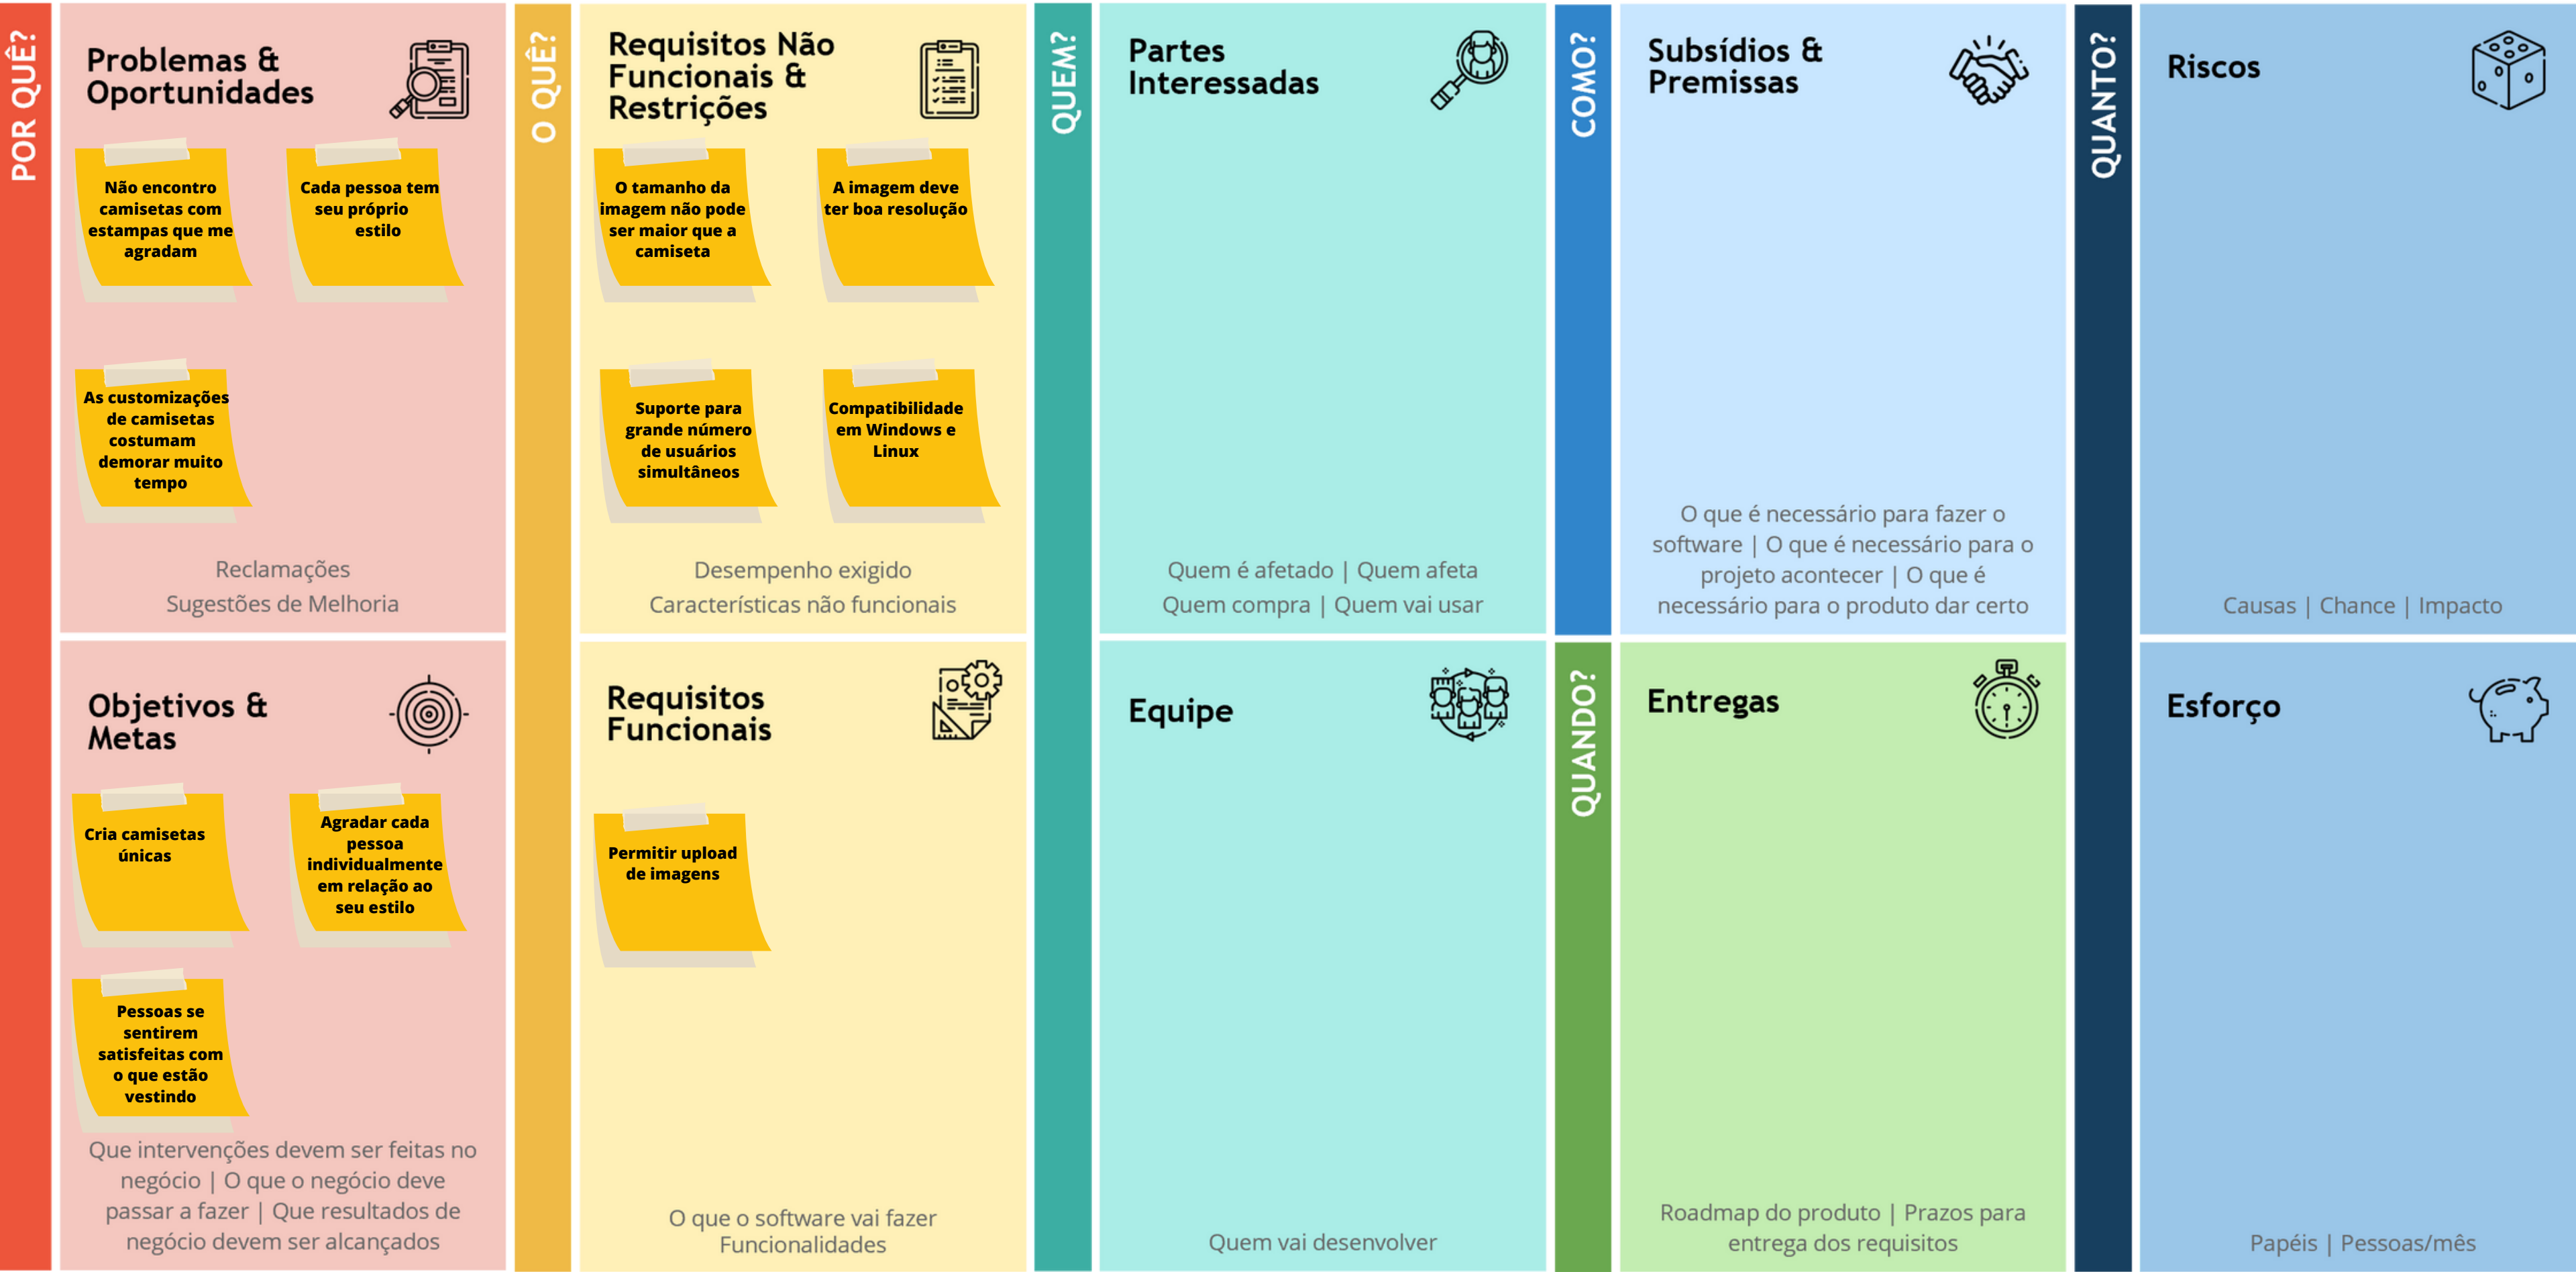 POR QUÊ?
Problemas &
Oportunidades
Não encontro
camisetas com
estampas que me
agradam
Cada pessoa tem
seu próprio
estilo
As customizações
de camisetas
costumam
demorar muito
tempo
Reclamações
Sugestões de Melhoria
Objetivos &
Metas
Cria camisetas
únicas
Agradar cada
pessoa
individualmente
em relação ao
seu estilo
Pessoas se
sentirem
satisfeitas com
o que estão
vestindo
Que intervenções devem ser feitas no
negócio | O que o negócio deve
passar a fazer | Que resultados de
negócio devem ser alcançados
O QUÊ?
Requisitos Não
Funcionais &
Restrições
O tamanho da
imagem não pode
ser maior que a
camiseta
A imagem deve
ter boa resolução
Suporte para
grande número
de usuários
simultâneos
Compatibilidade
em Windows e
Linux
Desempenho exigido
Características não funcionais
Requisitos
Funcionais
Permitir upload
de imagens
O que o software vai fazer
Funcionalidades
QUEM?
Partes
Interessadas
Quem é afetado | Quem afeta
Quem compra | Quem vai usar
Equipe
Quem vai desenvolver
COMO?
Subsídios &
Premissas
O que é necessário para fazer o
software | O que é necessário para o
projeto acontecer | O que é
necessário para o produto dar certo
QUANDO?
Entregas
Roadmap do produto | Prazos para
entrega dos requisitos
QUANTO?
Riscos
Causas | Chance | Impacto
Esforço
Papéis | Pessoas/mês